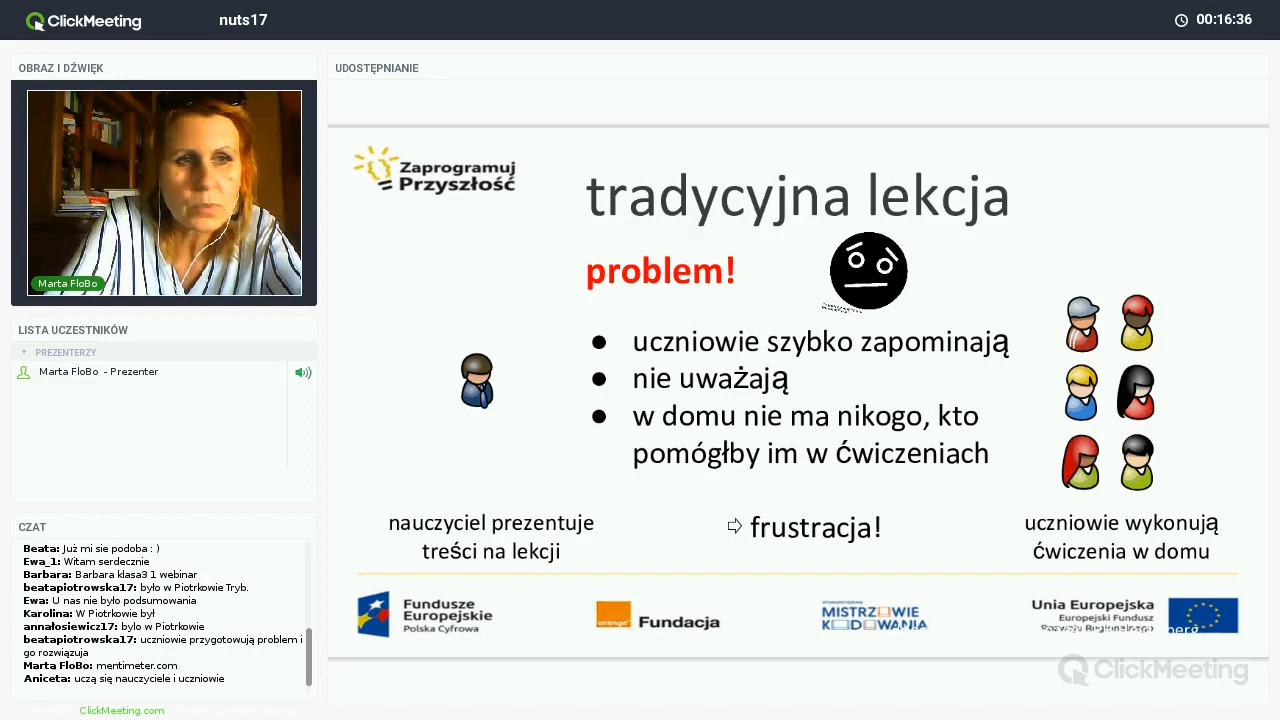 ClickMeeting
nuts17
00:16:36
OBRAZ I DŹWIĘK
Marta FloBo
LISTA UCZESTNIKÓW
PREZENTERZY
Marta FloBo - Prezenter
CZAT
Beata: Już mi sie podoba : )
Ewa_1: Witam serdecznie
Barbara: Barbara klasa3 1 webinar
beatapiotrowska17: było w Piotrkowie Tryb.
Ewa: U nas nie było podsumowania
Karolina: W Piotrkowie był
annałosiewicz17: bylo w Piotrkowie
beatapiotrowska17: uczniowie przygotowują problem i
go rozwiązuja
Marta FloBo: mentimeter.com
Aniceta: uczą się nauczyciele i uczniowie
ClickMeeting.com
UDOSTĘPNIANIE
Zaprogramuj
Przyszłość
tradycyjna lekcja
problem!
● uczniowie szybko zapominają
● nie uważają
● w domu nie ma nikogo, kto
pomógłby im w ćwiczeniach
nauczyciel prezentuje
treści na lekcji
⇨ frustracja!
uczniowie wykonują
ćwiczenia w domu
Fundusze
Europejskie
Polska Cyfrowa
orange
Fundacja
MISTRZOWIE
KODOWANIA
Unia Europejska
Europejski Fundusz
Rozwoju Regionalnego
ClickMeeting